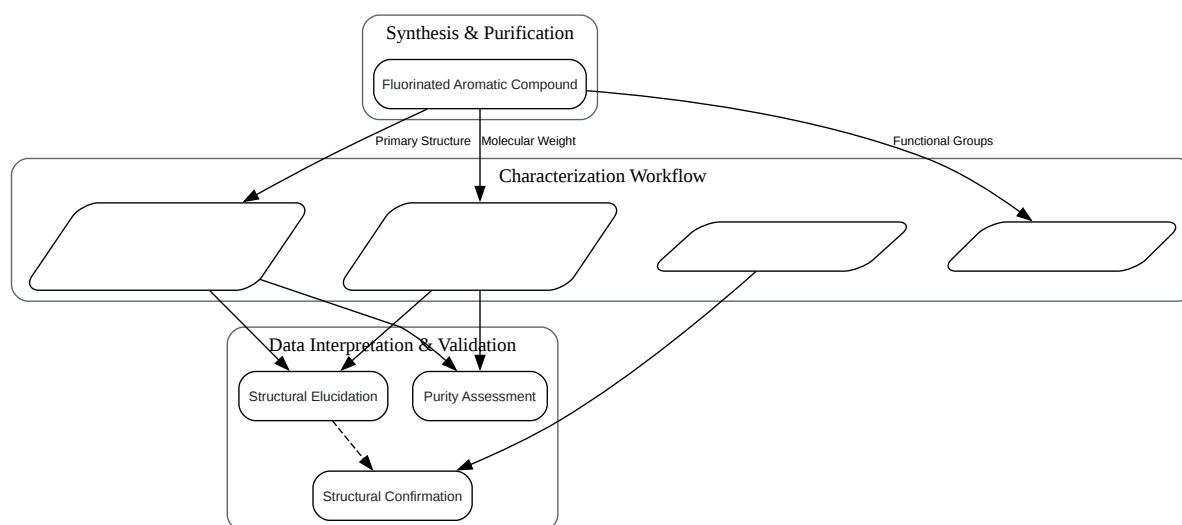 Synthesis & Purification
Fluorinated Aromatic Compound
Primary Structure
Molecular Weight
Functional Groups
Characterization Workflow
Data Interpretation & Validation
Structural Elucidation
Purity Assessment
Structural Confirmation